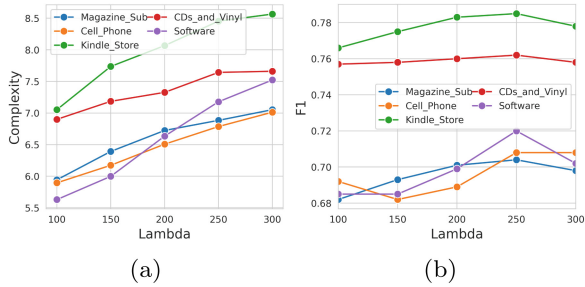 8.5
8.0
7.5
7.0
6.5
6.0
5.5
Complexity
Magazine_Sub
Cell_Phone
Kindle_Store
CDs_and_Vinyl
Software
100 150 200 250 300
Lambda
(a)
0.78
0.76
0.74
0.72
0.70
0.68
F1
Magazine_Sub
Cell_Phone
Kindle_Store
CDs_and_Vinyl
Software
100 150 200 250 300
Lambda
(b)